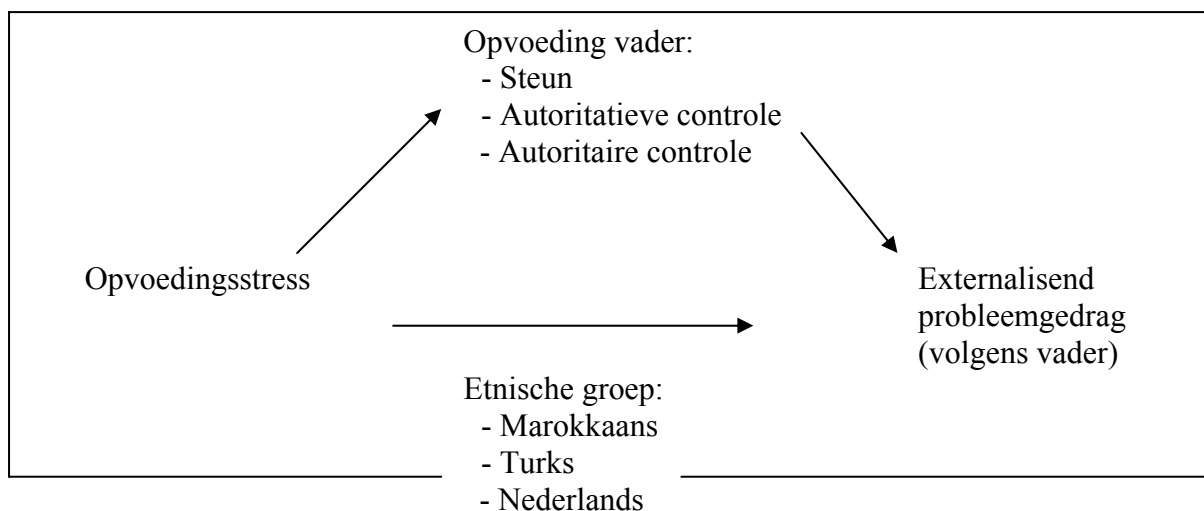 Opvoeding vader:
- Steun
- Autoritatieve controle
- Autoritaire controle
Opvoedingsstress
Externalisend
probleemgedrag
(volgens vader)
Etnische groep:
- Marokkaans
- Turks
- Nederlands